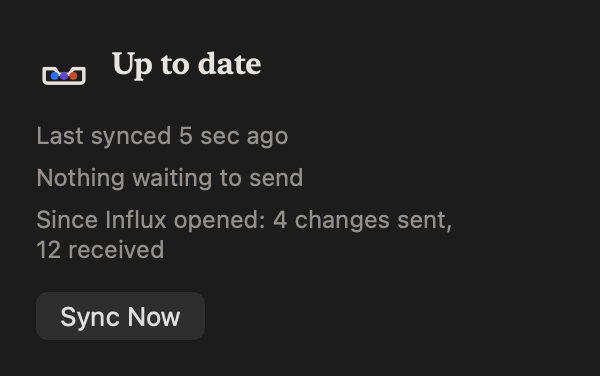 Up to date
Last synced 5 sec ago
Nothing waiting to send
Since Influx opened: 4 changes sent,
12 received
Sync Now